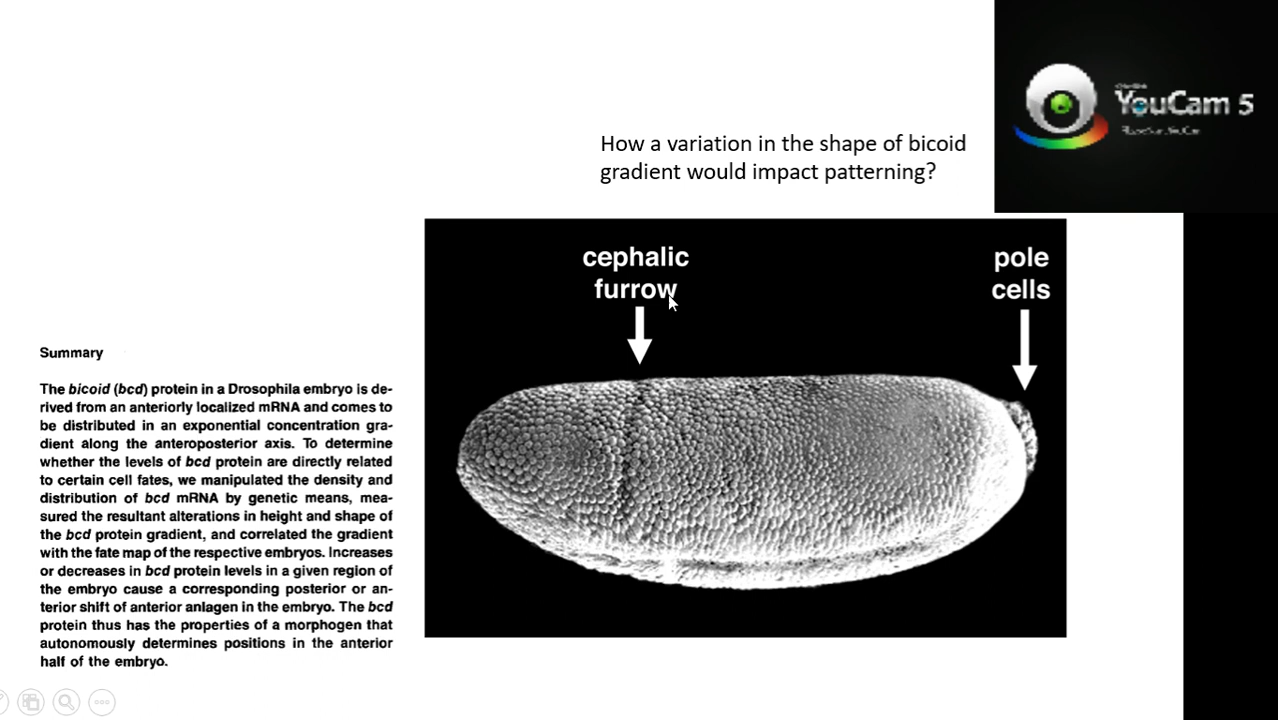 How a variation in the shape of bicoid
gradient would impact patterning?
YouCam 5
cephalic
furrow
pole
cells
Summary
The bicoid (bcd) protein in a Drosophila embryo is de-
rived from an anteriorly localized mRNA and comes to
be distributed in an exponential concentration gra-
dient along the anteroposterior axis. To determine
whether the levels of bcd protein are directly related
to certain cell fates, we manipulated the density and
distribution of bcd mRNA by genetic means, mea-
sured the resultant alterations in height and shape of
the bcd protein gradient, and correlated the gradient
with the fate map of the respective embryos. Increases
or decreases in bcd protein levels in a given region of
the embryo cause a corresponding posterior or an-
terior shift of anterior anlagen in the embryo. The bcd
protein thus has the properties of a morphogen that
autonomously determines positions in the anterior
half of the embryo.